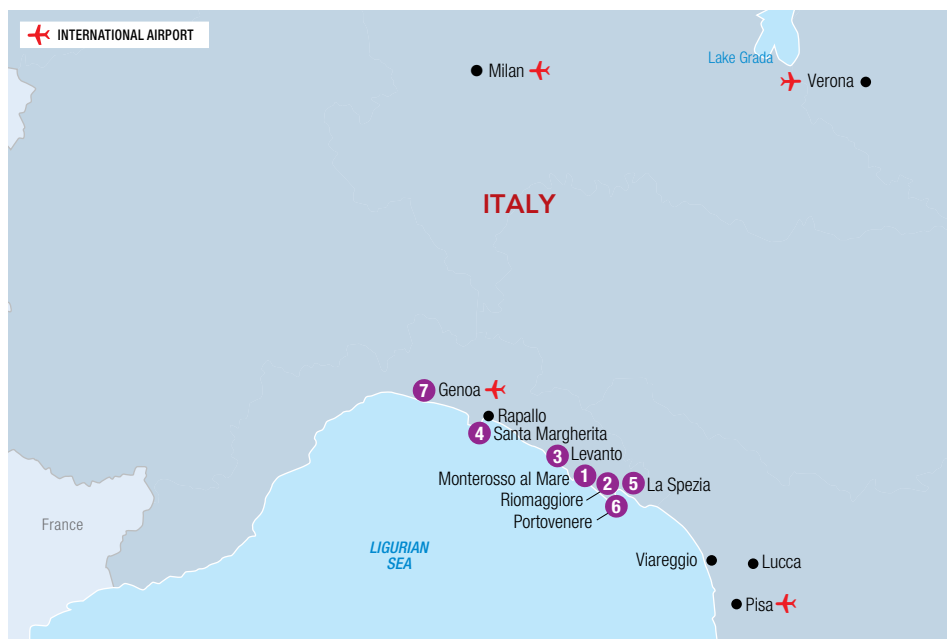 INTERNATIONAL AIRPORT
Lake Grada
Milan
Verona
ITALY
7 Genoa
Rapallo
4 Santa Margherita
3 Levanto
Monterosso al Mare 1
Riomaggiore 2
5 La Spezia
Portovenere 6
France
LIGURIAN
SEA
Viareggio
Lucca
Pisa